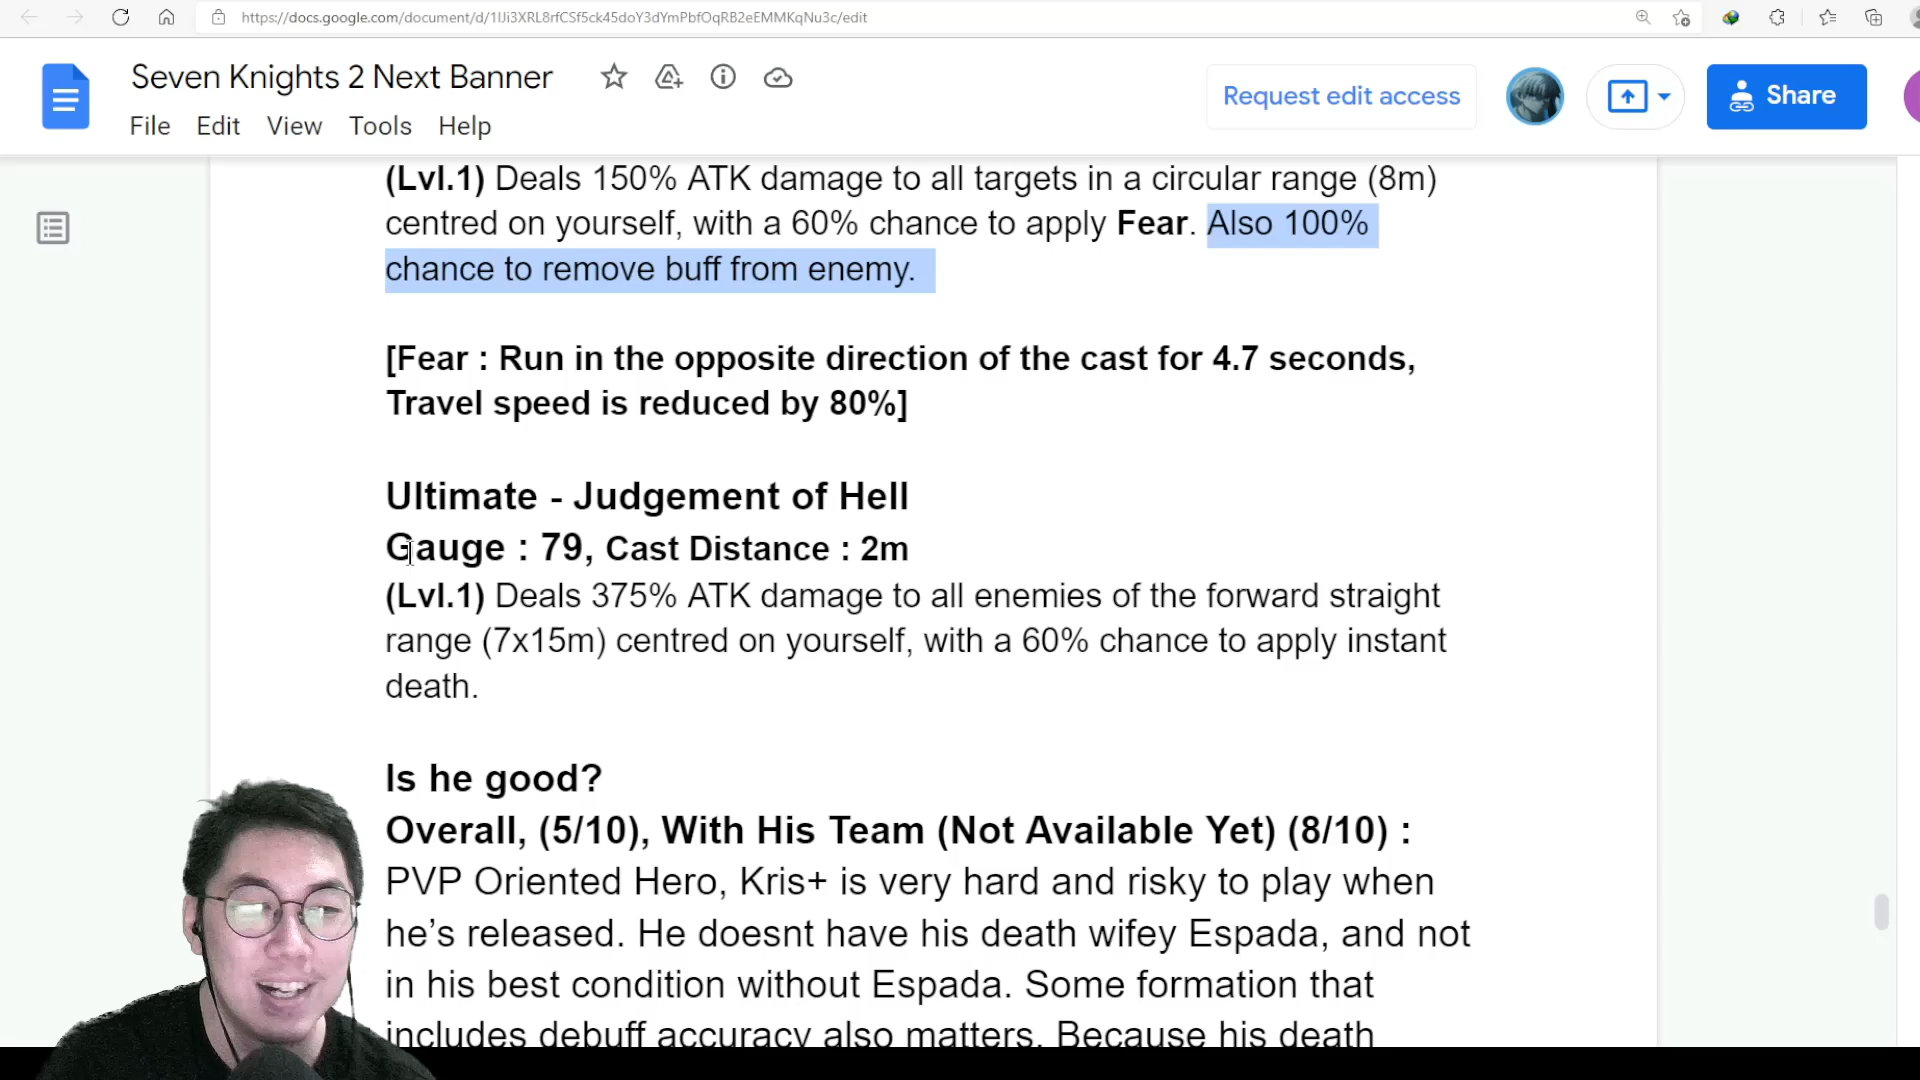 https://docs.google.com/document/d/1IJi3XRL8rfCSf5ck45doY3dYmPbfOqRB2eEMMKqNu3c/edit
Seven Knights 2 Next Banner
File Edit View Tools Help
Request edit access
Share
(Lvl.1) Deals 150% ATK damage to all targets in a circular range (8m)
centred on yourself, with a 60% chance to apply Fear. Also 100%
chance to remove buff from enemy.
[Fear : Run in the opposite direction of the cast for 4.7 seconds,
Travel speed is reduced by 80%]
Ultimate - Judgement of Hell
Gauge : 79, Cast Distance : 2m
(Lvl.1) Deals 375% ATK damage to all enemies of the forward straight
range (7x15m) centred on yourself, with a 60% chance to apply instant
death.
Is he good?
Overall, (5/10), With His Team (Not Available Yet) (8/10) :
PVP Oriented Hero, Kris+ is very hard and risky to play when
he’s released. He doesnt have his death wifey Espada, and not
in his best condition without Espada. Some formation that
includes debuff accuracy also matters. Because his death